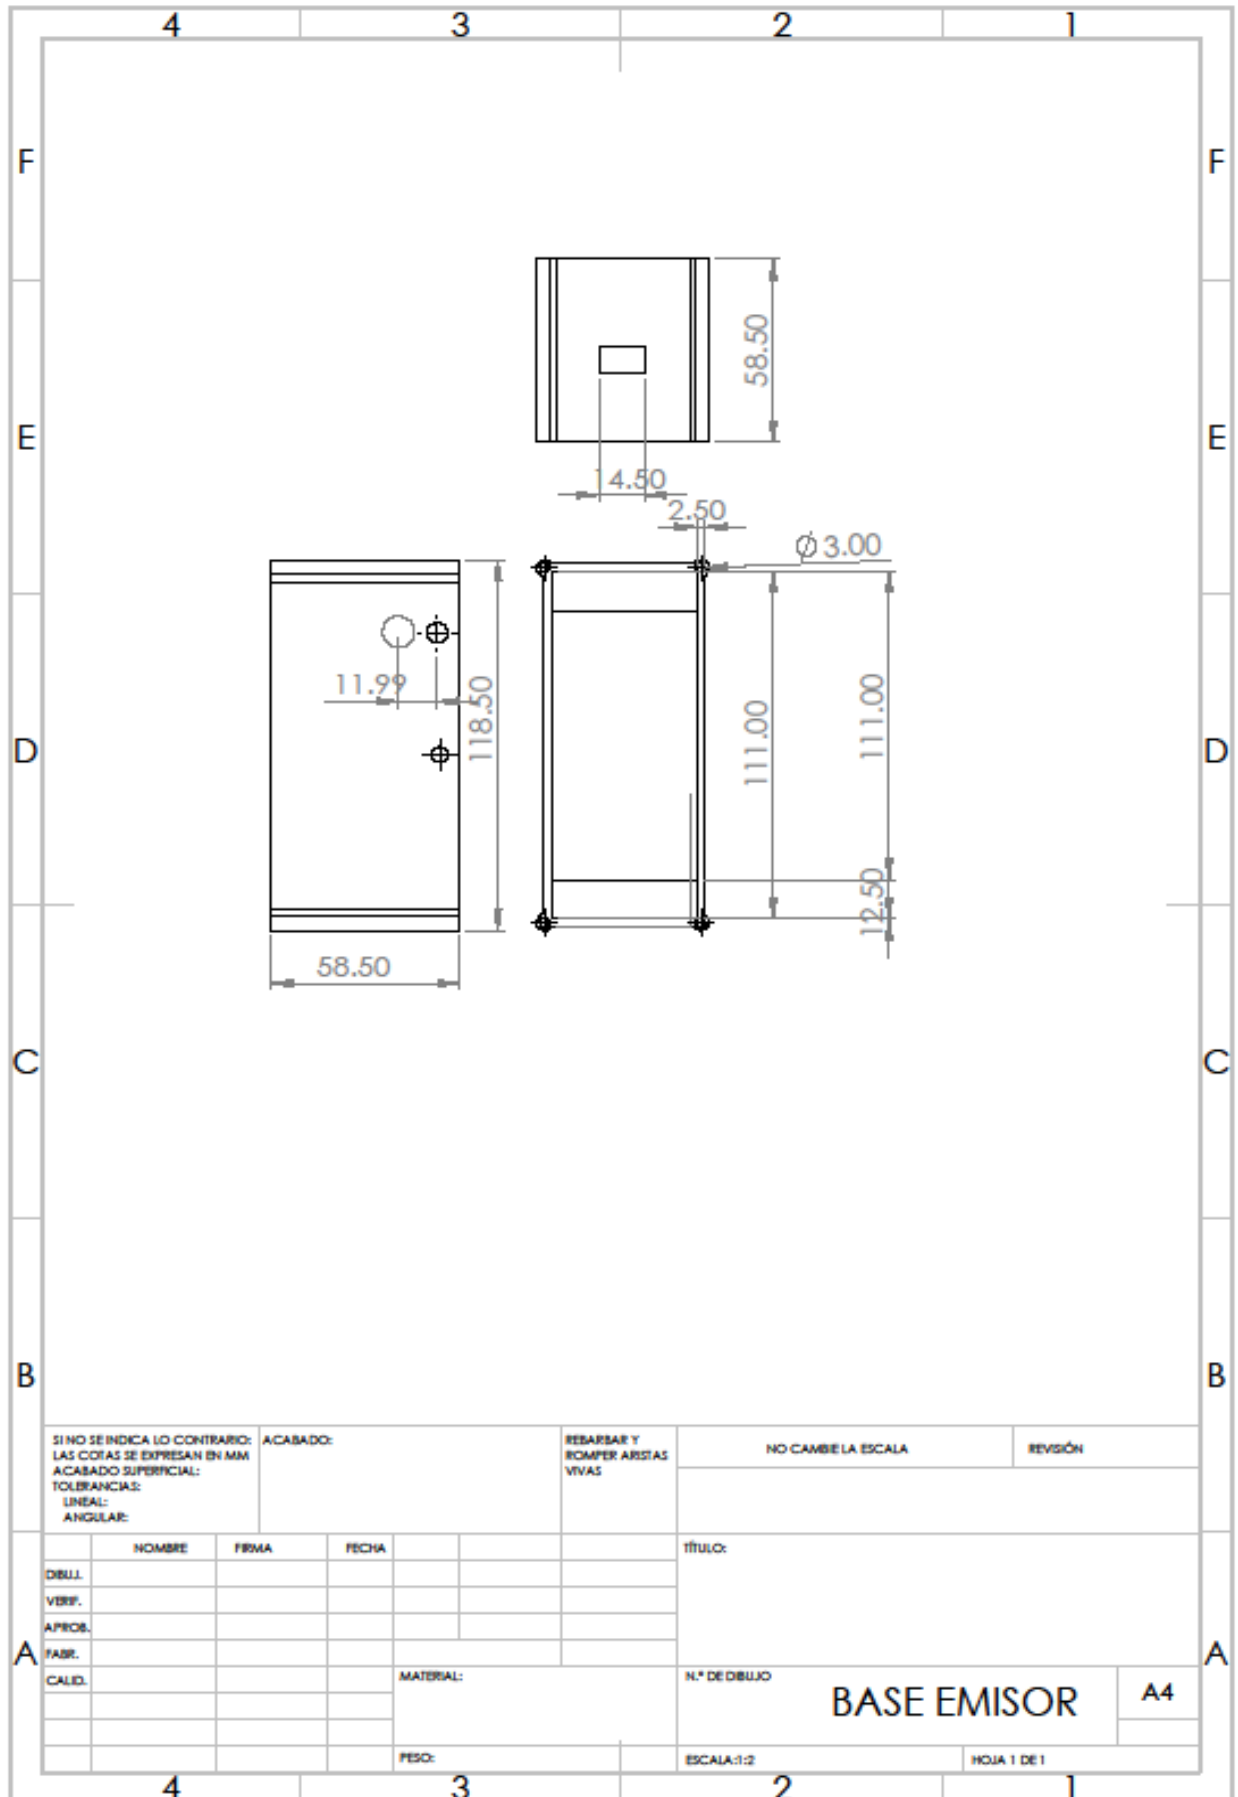 4 3 2 1
F F
58.50
E E
14.50
2.50
Ø 3.00
11.99
118.50
111.00
111.00
D D
12.50
58.50
C C
B B
SI NO SE INDICA LO CONTRARIO:
LAS COTAS SE EXPRESAN EN MM
ACABADO SUPERFICIAL:
TOLERANCIAS:
LINEAL:
ANGULAR:
ACABADO:
REBARBAR Y
ROMPER ARISTAS
VIVAS
NO CAMBIE LA ESCALA
REVISIÓN
NOMBRE FIRMA FECHA
TÍTULO:
DIBUJ.
VERIF.
APROB.
FABR.
A A
CALID.
MATERIAL:
N.º DE DIBUJO
BASE EMISOR
A4
PESO:
ESCALA:1:2
HOJA 1 DE 1
4 3 2 1